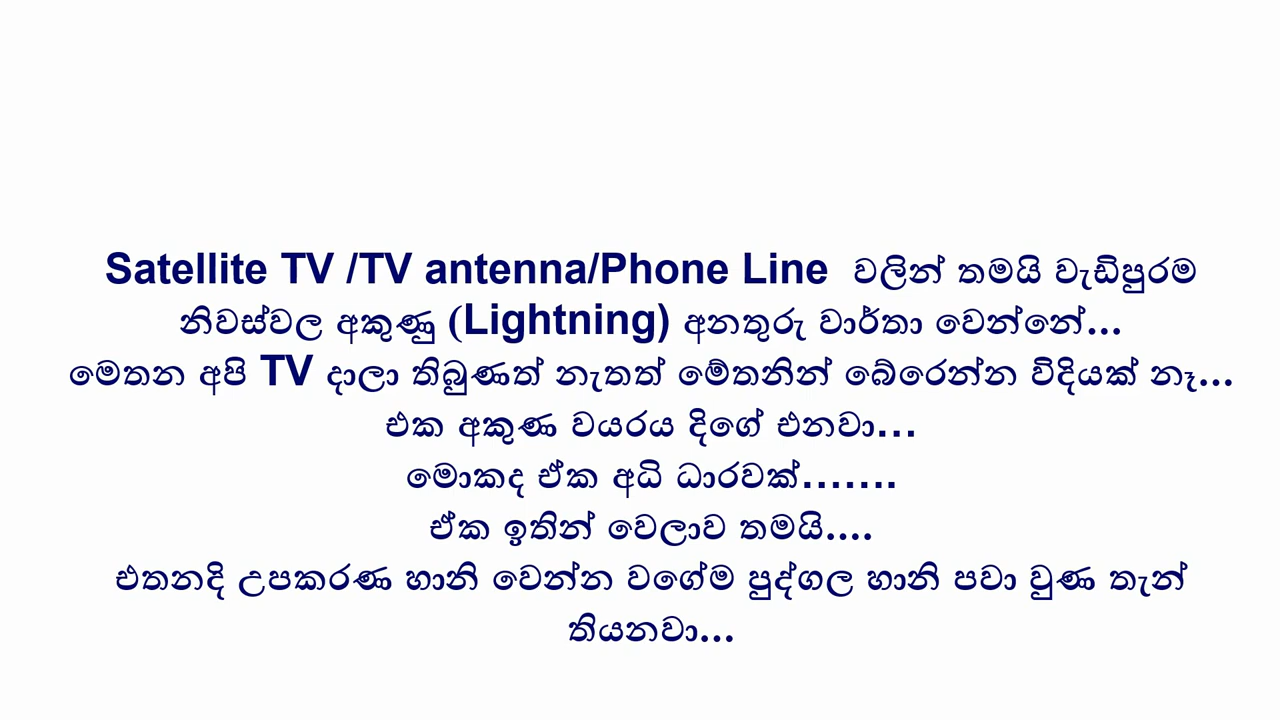 Satellite TV /TV antenna/Phone Line වලින් තමයි වැඩිපුරම
නිවස්වල අකුණු (Lightning) අනතුරු වාර්තා වෙන්නේ...
මෙතන අපි TV දාලා තිබුණත් නැතත් මේතනින් බේරෙන්න විදියක් නෑ...
එක අකුණ වයරය දිගේ එනවා...
මොකද ඒක අධි ධාරවක්.......
ඒක ඉතින් වෙලාව තමයි....
එතනදි උපකරණ හානි වෙන්න වගේම පුද්ගල හානි පවා වුණ තැන්
තියනවා...